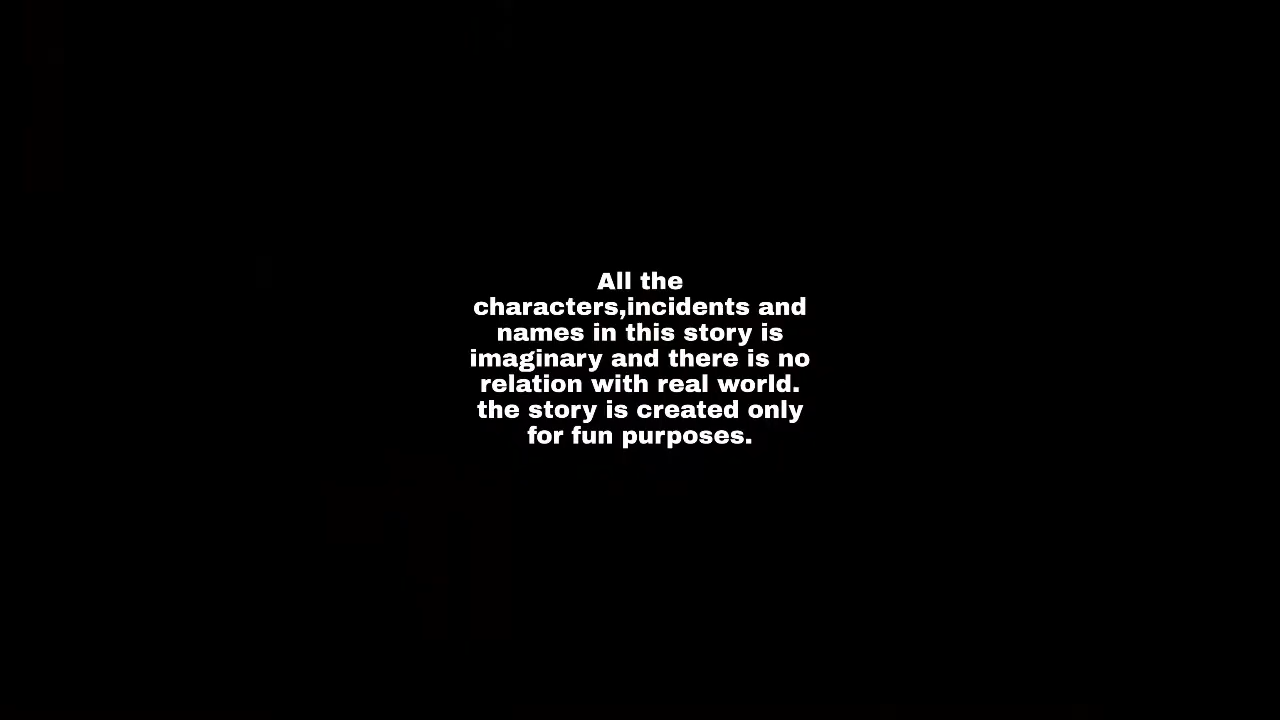 All the
characters,incidents and
names in this story is
imaginary and there is no
relation with real world.
the story is created only
for fun purposes.